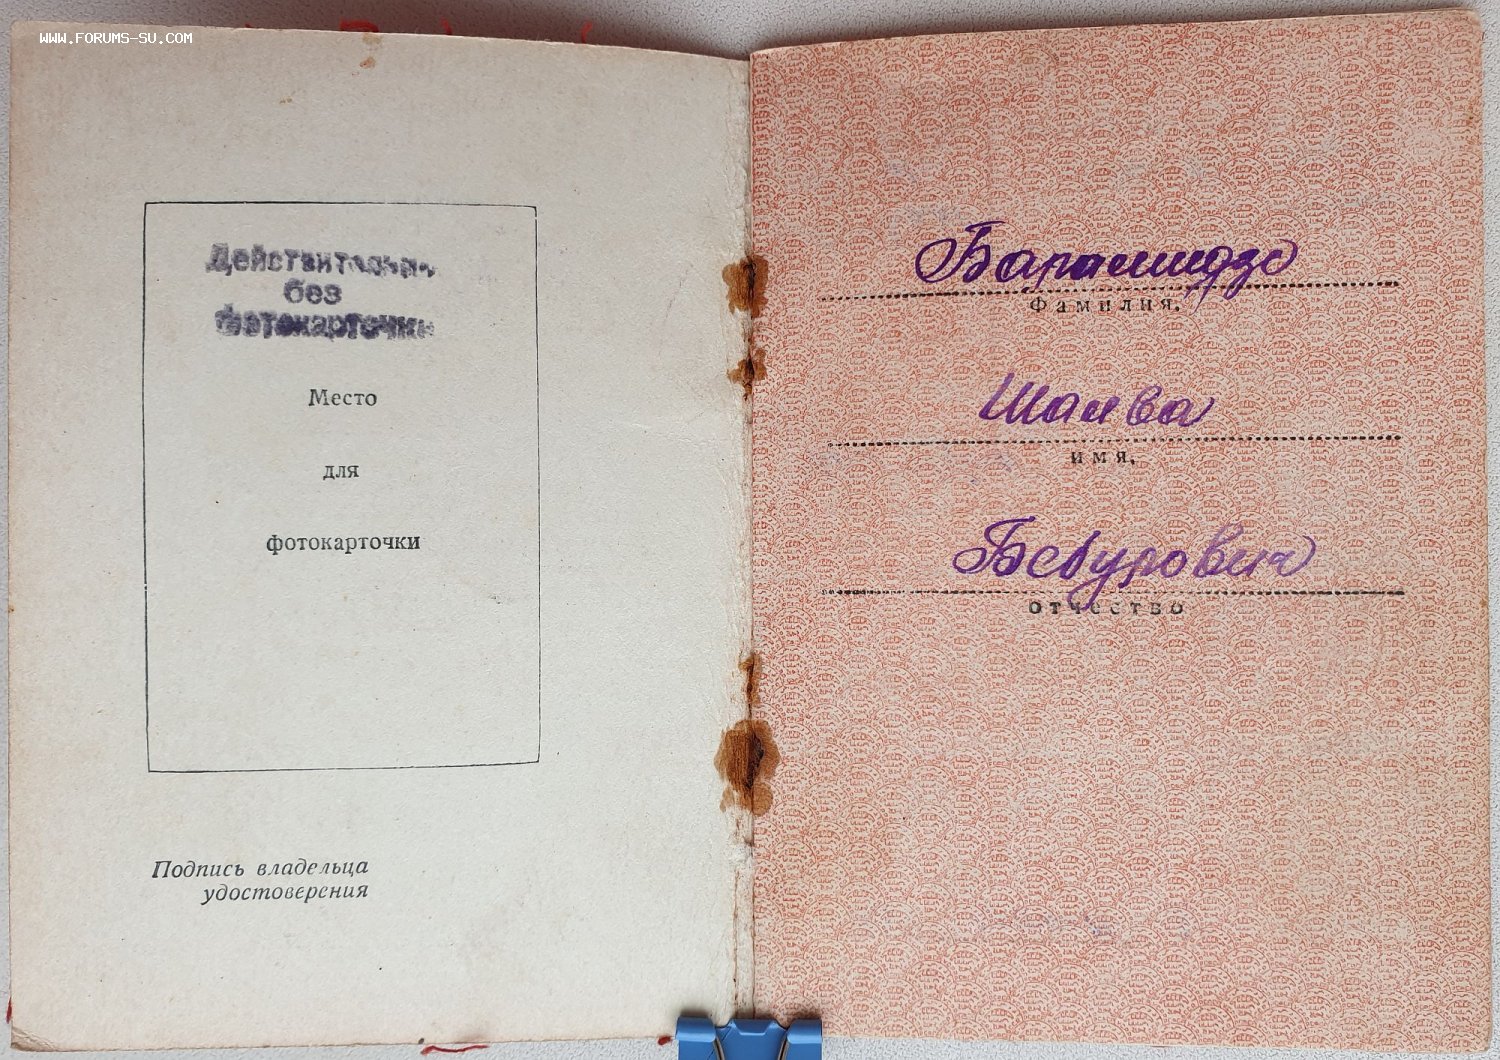 WWW.FORUMS-SU.COM
Действительно
без
фотокарточки
Место
для
фотокарточки
Подпись владельца
удостоверения
Барамидзе
фамилия.
Шалва
имя,
Бебурович
отчество